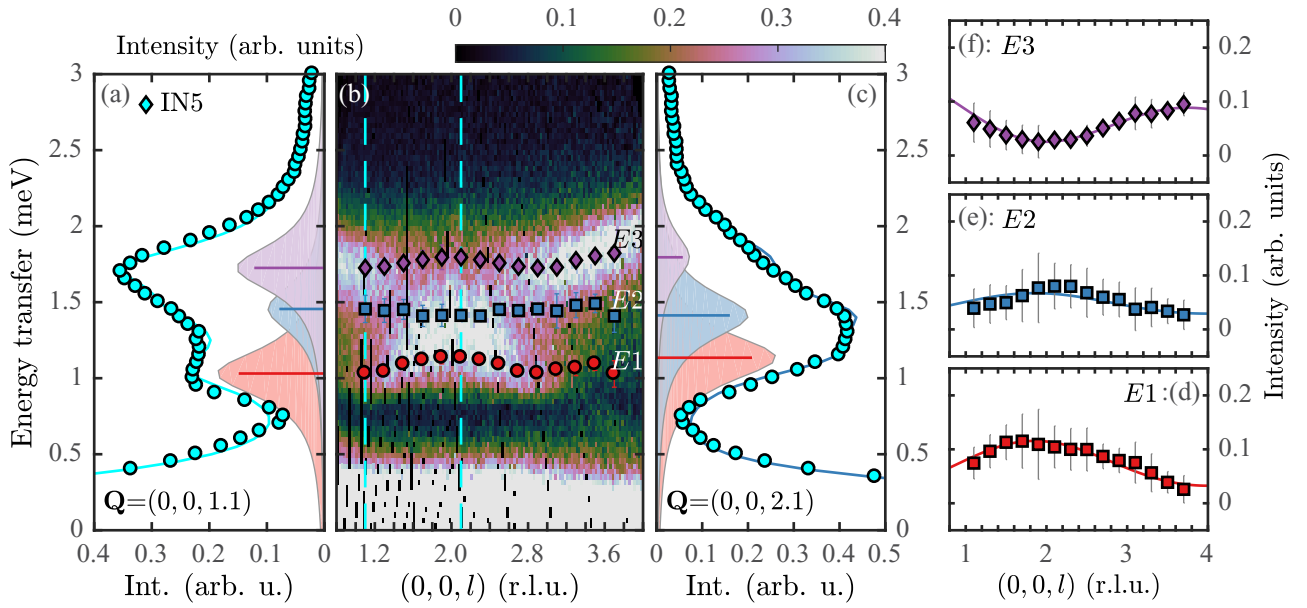 Intensity (arb. units)
0 0.1 0.2 0.3 0.4
Energy transfer (meV)
3
2.5
2
1.5
1
0.5
0
(a)
IN5
Q=(0, 0, 1.1)
0.4 0.3 0.2 0.1 0
Int. (arb. u.)
(b)
E3
E2
E1
1.2 2.0 2.8 3.6
(0, 0, l) (r.l.u.)
(c)
Q=(0, 0, 2.1)
0 0.1 0.2 0.3 0.4 0.5
Int. (arb. u.)
3
2.5
2
1.5
1
0.5
0
(f): E3
0.2
0.1
0
(e): E2
0.2
0.1
0
E1:(d)
0.2
0.1
0
Intensity (arb. units)
1 2 3 4
(0, 0, l) (r.l.u.)